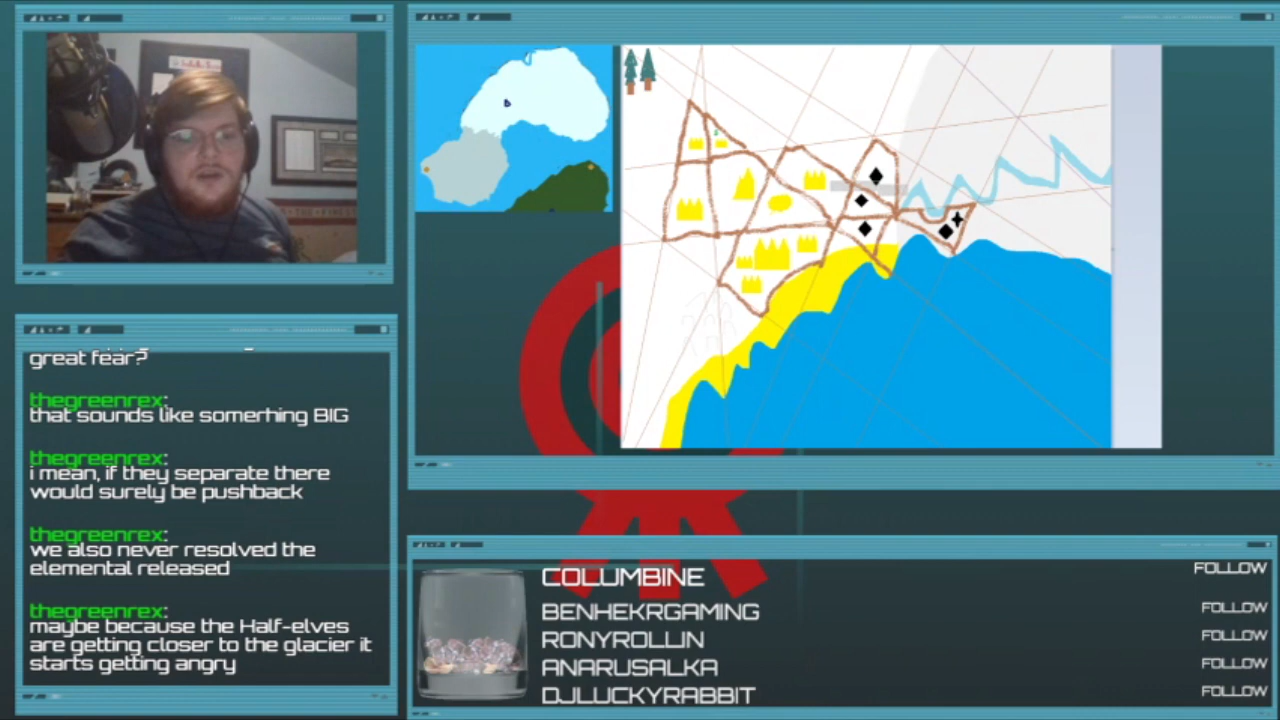 great fear?
thegreenrex:
that sounds like somerhing BIG
thegreenrex:
i mean, if they separate there
would surely be pushback
thegreenrex:
we also never resolved the
elemental released
thegreenrex:
maybe because the Half-elves
are getting closer to the glacier it
starts getting angry
COLUMBINE FOLLOW
BENHEKRGAMING FOLLOW
RONYROLLIN FOLLOW
ANARUSALKA FOLLOW
DJLUCKYRABBIT FOLLOW